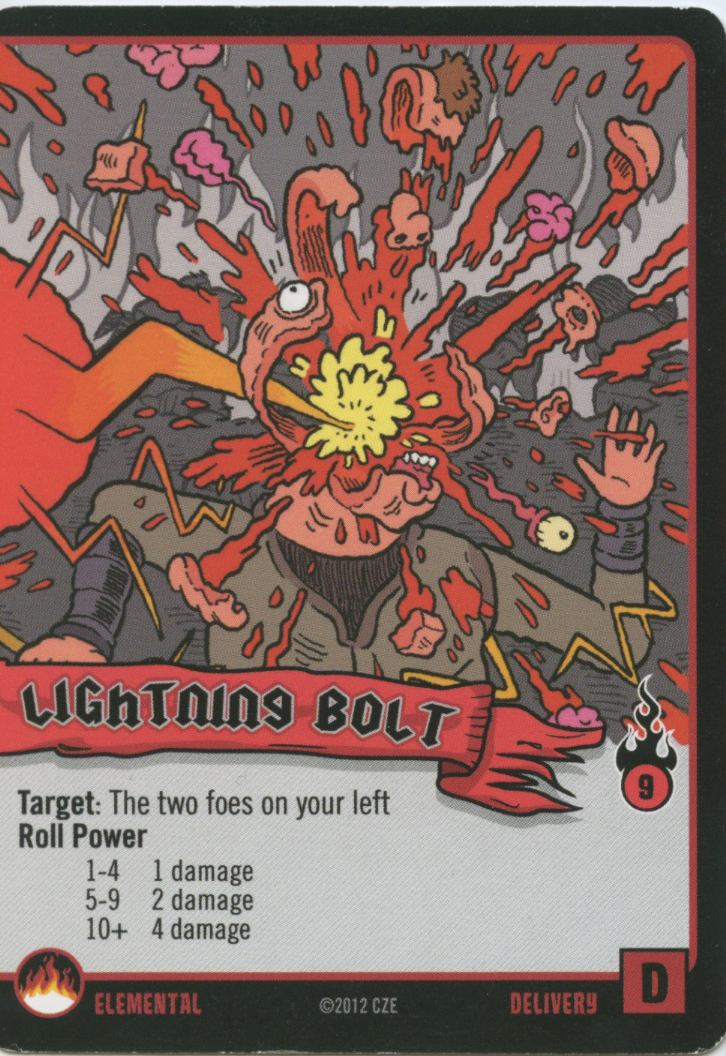 LIGHTNING BOLT
9
Target: The two foes on your left
Roll Power
1-4 1 damage
5-9 2 damage
10+ 4 damage
ELEMENTAL
©2012 CZE
DELIVERY
D